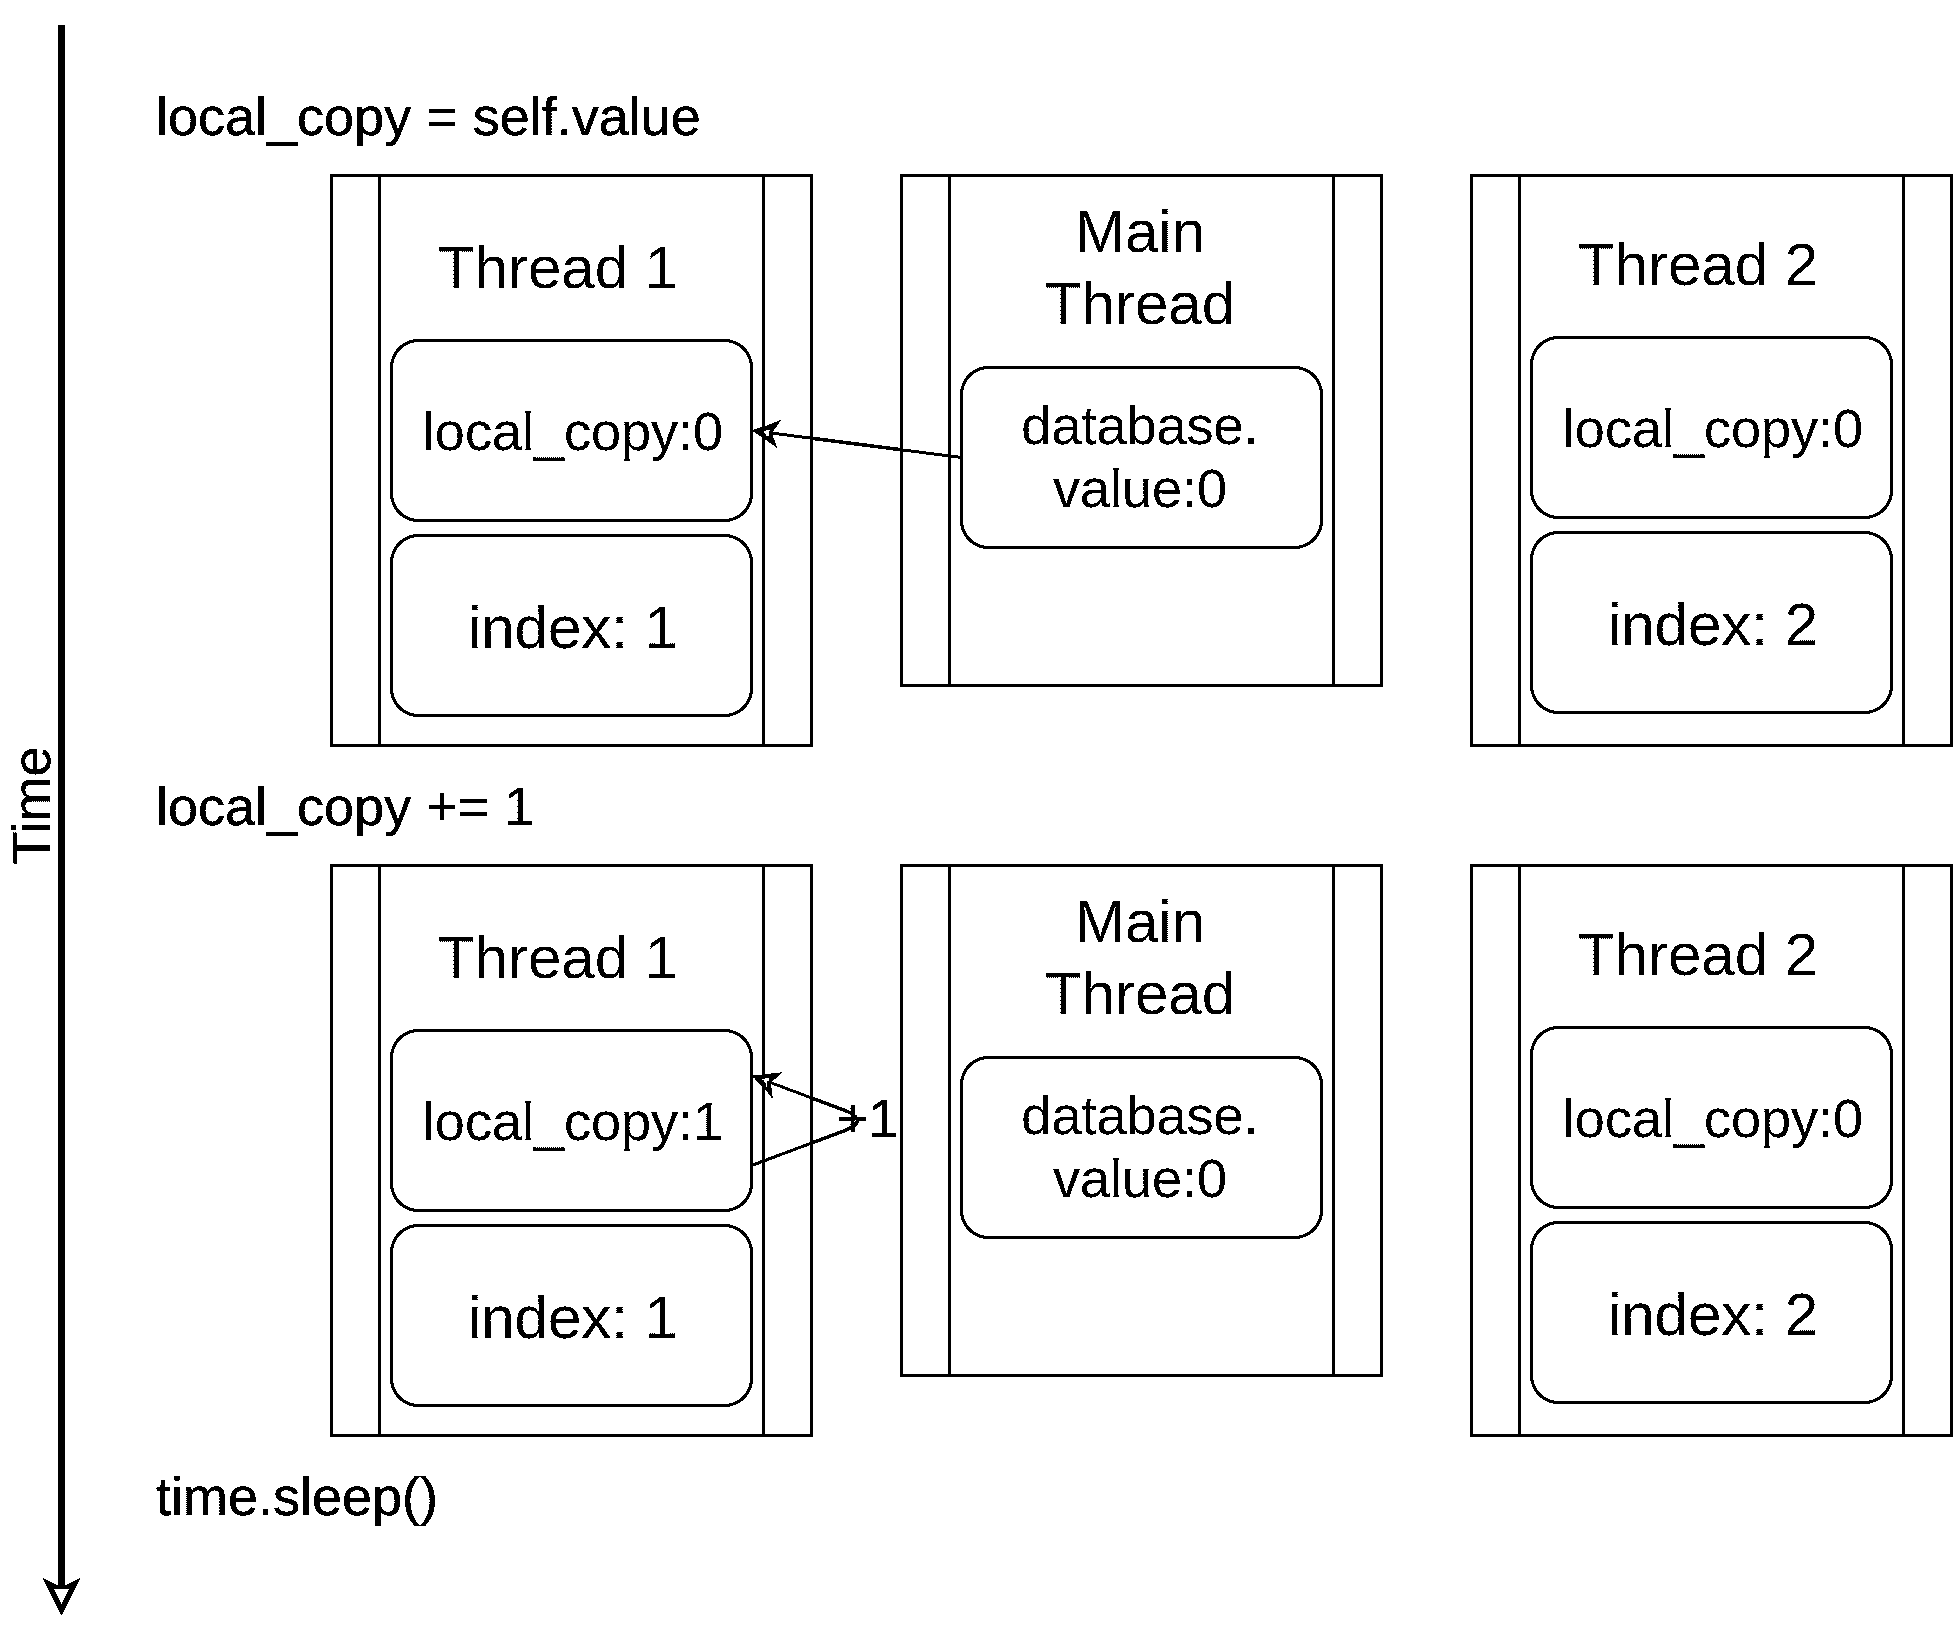 local_copy = self.value
Thread 1
local_copy:0
index: 1
Main
Thread
database.
value:0
Thread 2
local_copy:0
index: 2
Time
local_copy += 1
Thread 1
local_copy:1
+1
index: 1
Main
Thread
database.
value:0
Thread 2
local_copy:0
index: 2
time.sleep()